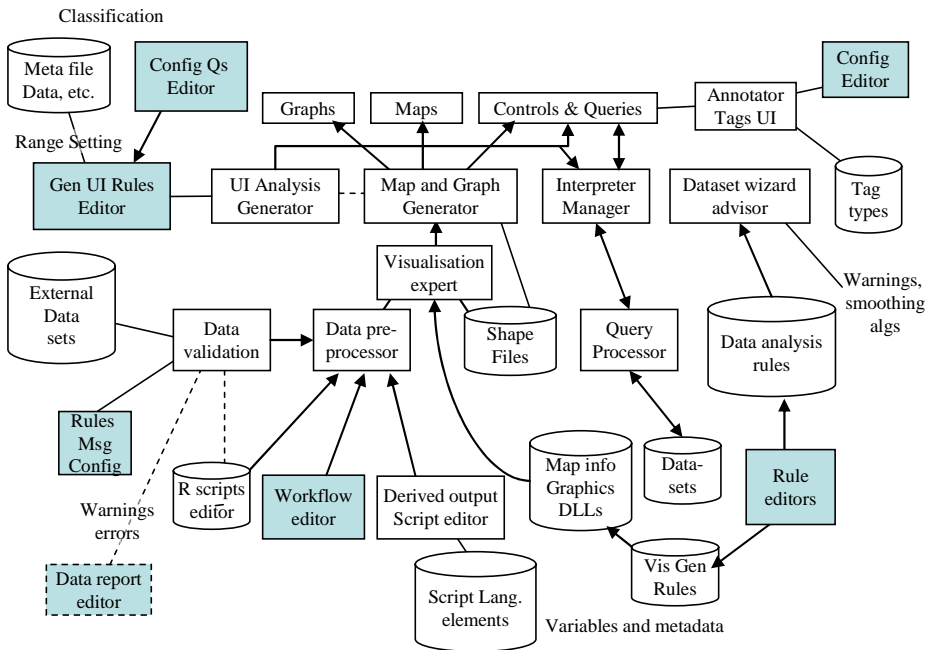 Classification
Meta file
Data, etc.
Config Qs
Editor
Config
Editor
Graphs
Maps
Controls & Queries
Annotator
Tags UI
Range Setting
Gen UI Rules
Editor
UI Analysis
Generator
Map and Graph
Generator
Interpreter
Manager
Dataset wizard
advisor
Tag
types
External
Data
sets
Visualisation
expert
Warnings,
smoothing
algs
Data
validation
Data pre-
processor
Shape
Files
Query
Processor
Data analysis
rules
Rules
Msg
Config
R scripts
editor
Workflow
editor
Derived output
Script editor
Map info
Graphics
DLLs
Data-
sets
Rule
editors
Warnings
errors
Data report
editor
Script Lang.
elements
Vis Gen
Rules
Variables and metadata